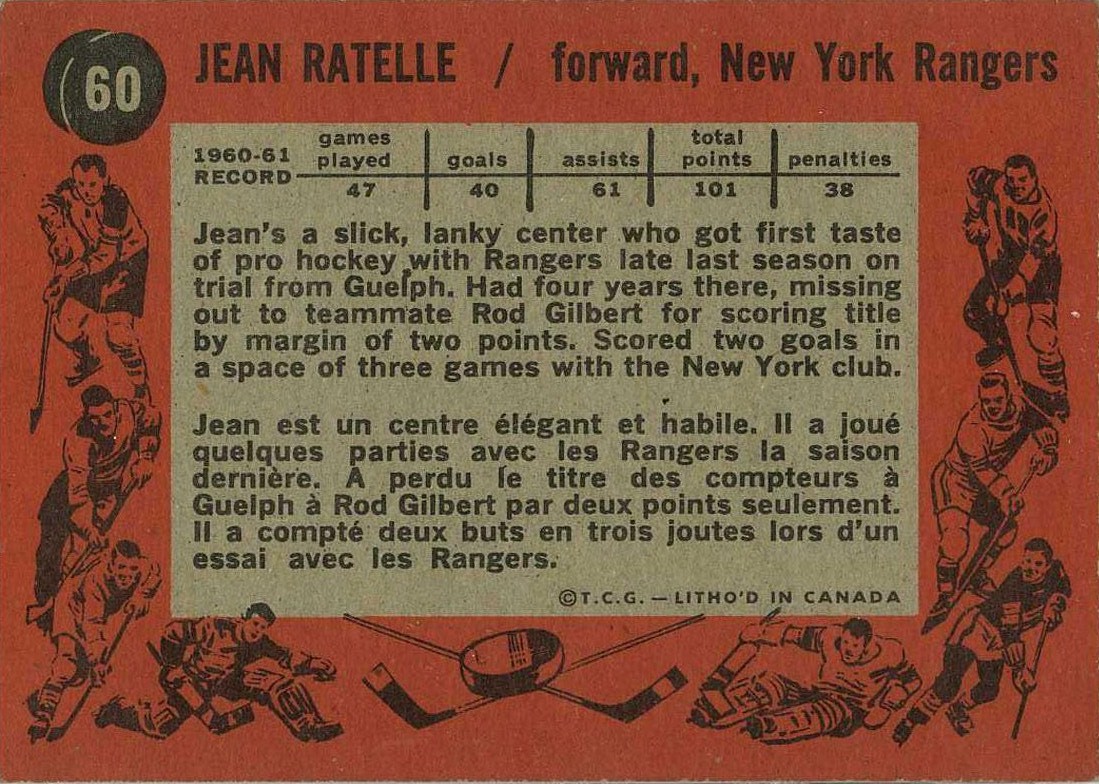 60
JEAN RATELLE / forward, New York Rangers
1960-61 RECORD games played goals assists total points penalties
47 40 61 101 38
Jean's a slick, lanky center who got first taste
of pro hockey with Rangers late last season on
trial from Guelph. Had four years there, missing
out to teammate Rod Gilbert for scoring title
by margin of two points. Scored two goals in
a space of three games with the New York club.
Jean est un centre élégant et habile. Il a joué
quelques parties avec les Rangers la saison
dernière. A perdu le titre des compteurs à
Guelph à Rod Gilbert par deux points seulement.
Il a compté deux buts en trois joutes lors d'un
essai avec les Rangers.
©T.C.G. — LITHO'D IN CANADA